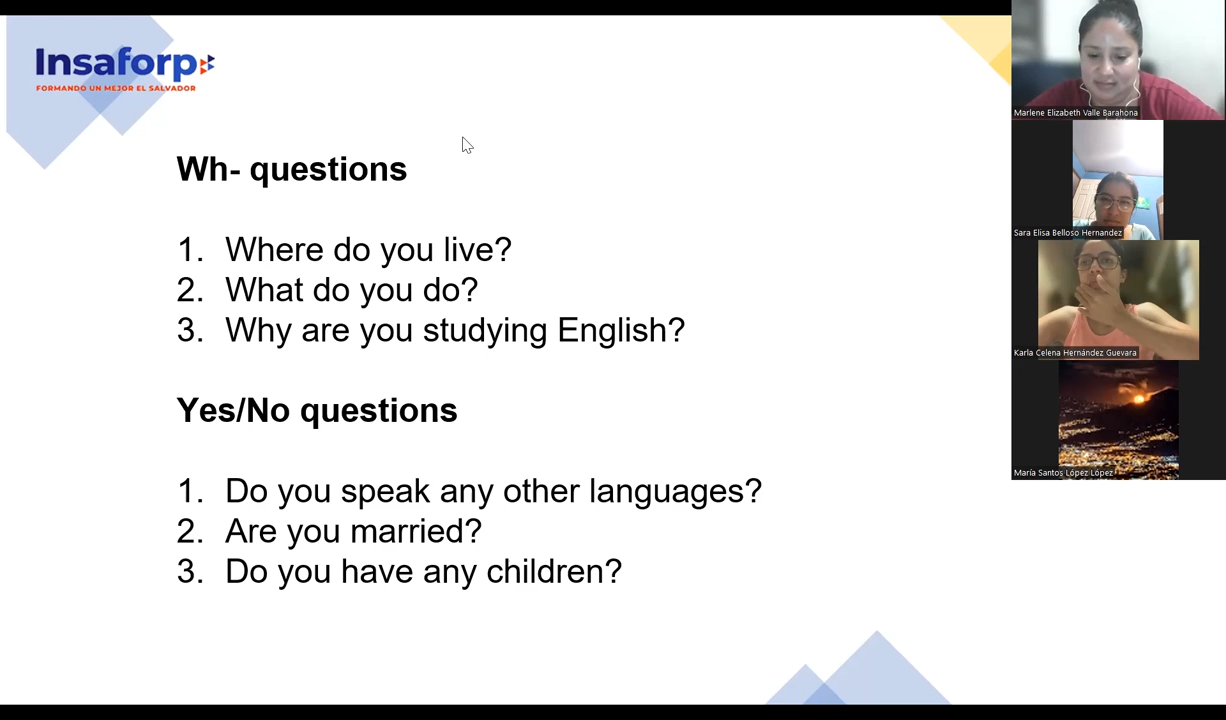 Insaforp
FORMANDO UN MEJOR EL SALVADOR
Wh- questions
1. Where do you live?
2. What do you do?
3. Why are you studying English?
Yes/No questions
1. Do you speak any other languages?
2. Are you married?
3. Do you have any children?
Marlene Elizabeth Valle Barahona
Sara Elisa Belloso Hernandez
Karla Celena Hernández Guevara
María Santos López López